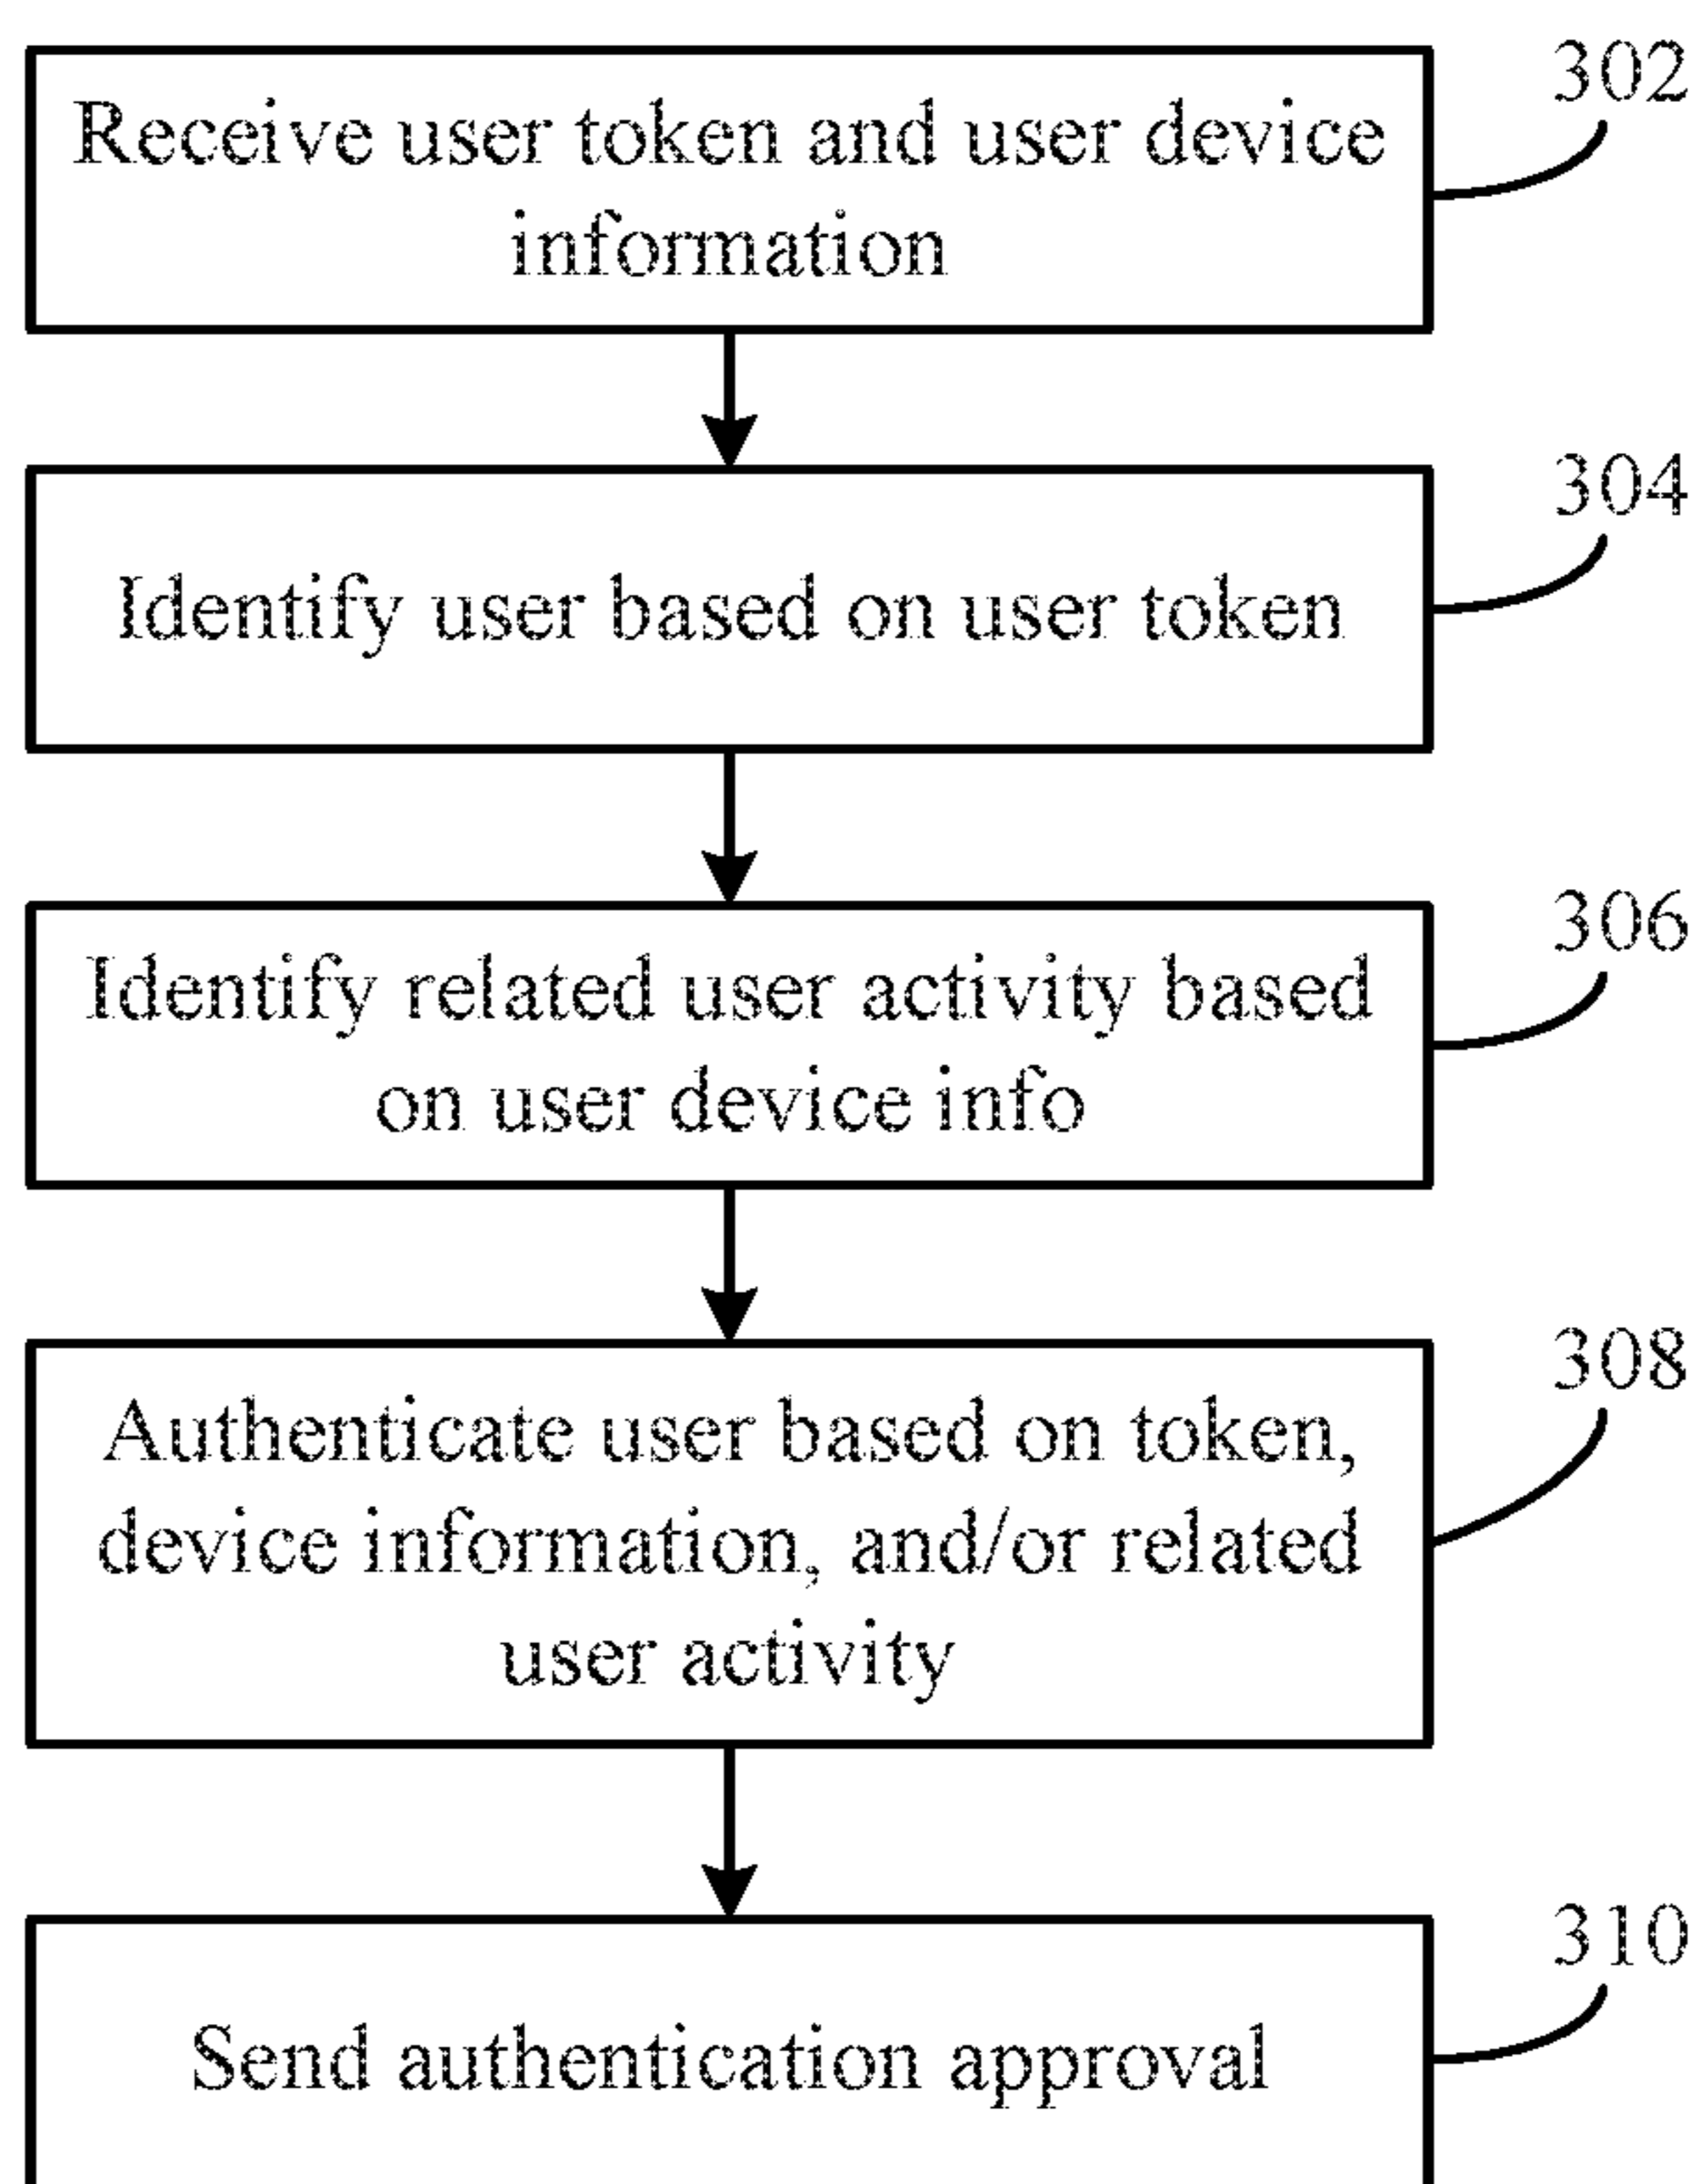 302
Receive user token and user device
information
304
Identify user based on user token
306
Identify related user activity based
on user device info
308
Authenticate user based on token,
device information, and/or related
user activity
310
Send authentication approval